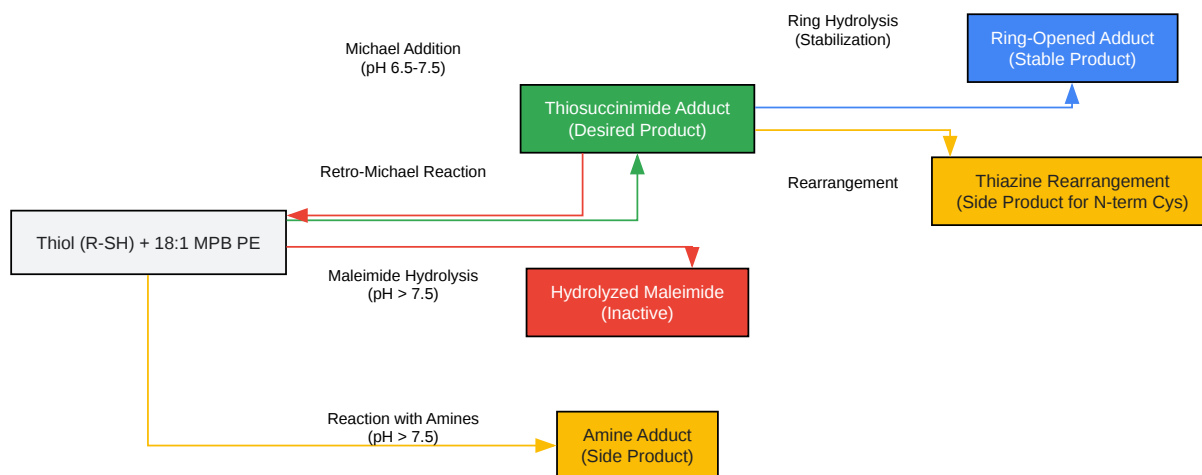 Ring Hydrolysis
(Stabilization)
Ring-Opened Adduct
(Stable Product)
Michael Addition
(pH 6.5-7.5)
Thiosuccinimide Adduct
(Desired Product)
Retro-Michael Reaction
Rearrangement
Thiazine Rearrangement
(Side Product for N-term Cys)
Thiol (R-SH) + 18:1 MPB PE
Maleimide Hydrolysis
(pH > 7.5)
Hydrolyzed Maleimide
(Inactive)
Reaction with Amines
(pH > 7.5)
Amine Adduct
(Side Product)